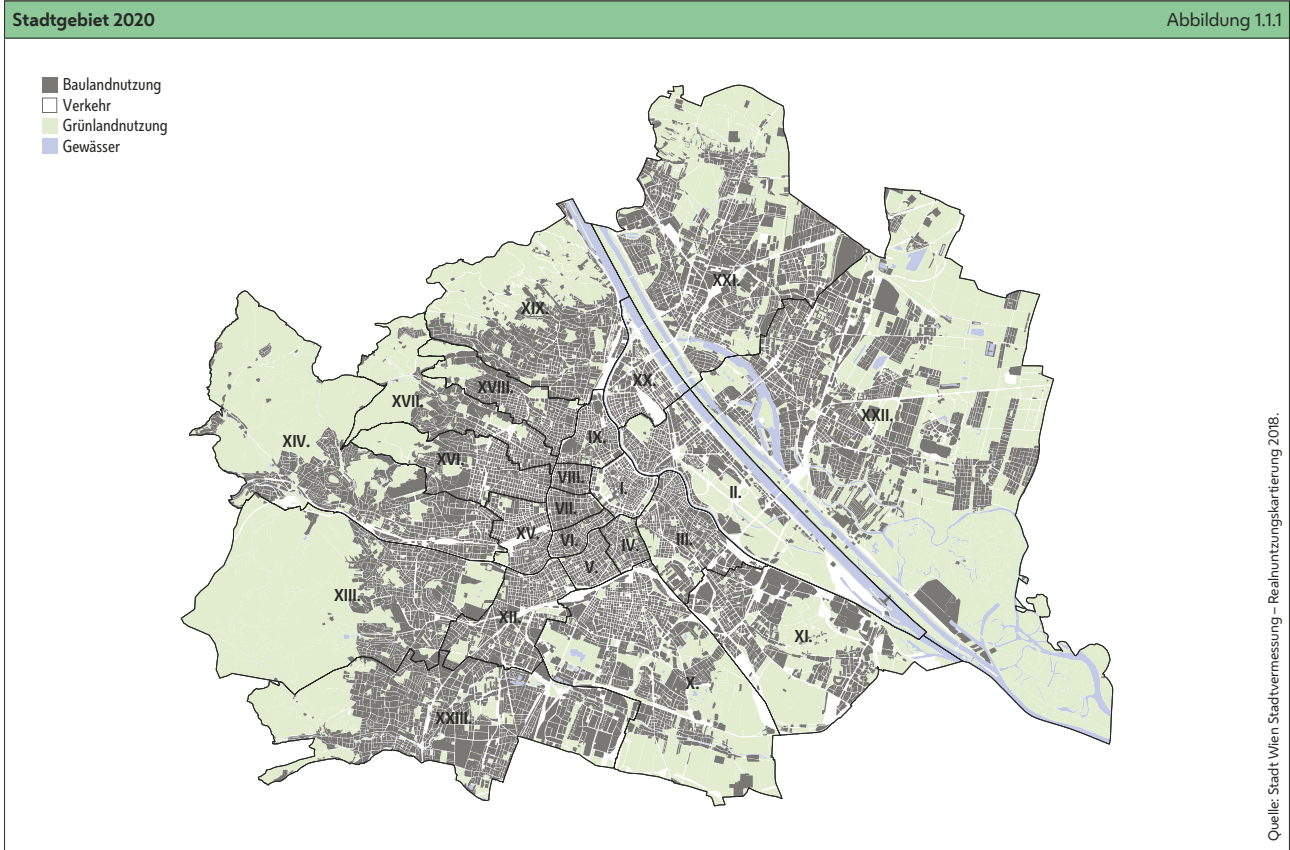 Stadtgebiet 2020
Abbildung 1.1.1
Baulandnutzung
Verkehr
Grünlandnutzung
Gewässer
XXI.
XIX.
XX.
XVIII.
XVII.
XXII.
IX.
XIV.
XVI.
VIII.
I.
II.
VII.
XV.
VI.
IV.
III.
V.
XIII.
XII.
XI.
X.
XXIII.
Quelle: Stadt Wien Stadtvermessung – Realnuntzungskartierung 2018.